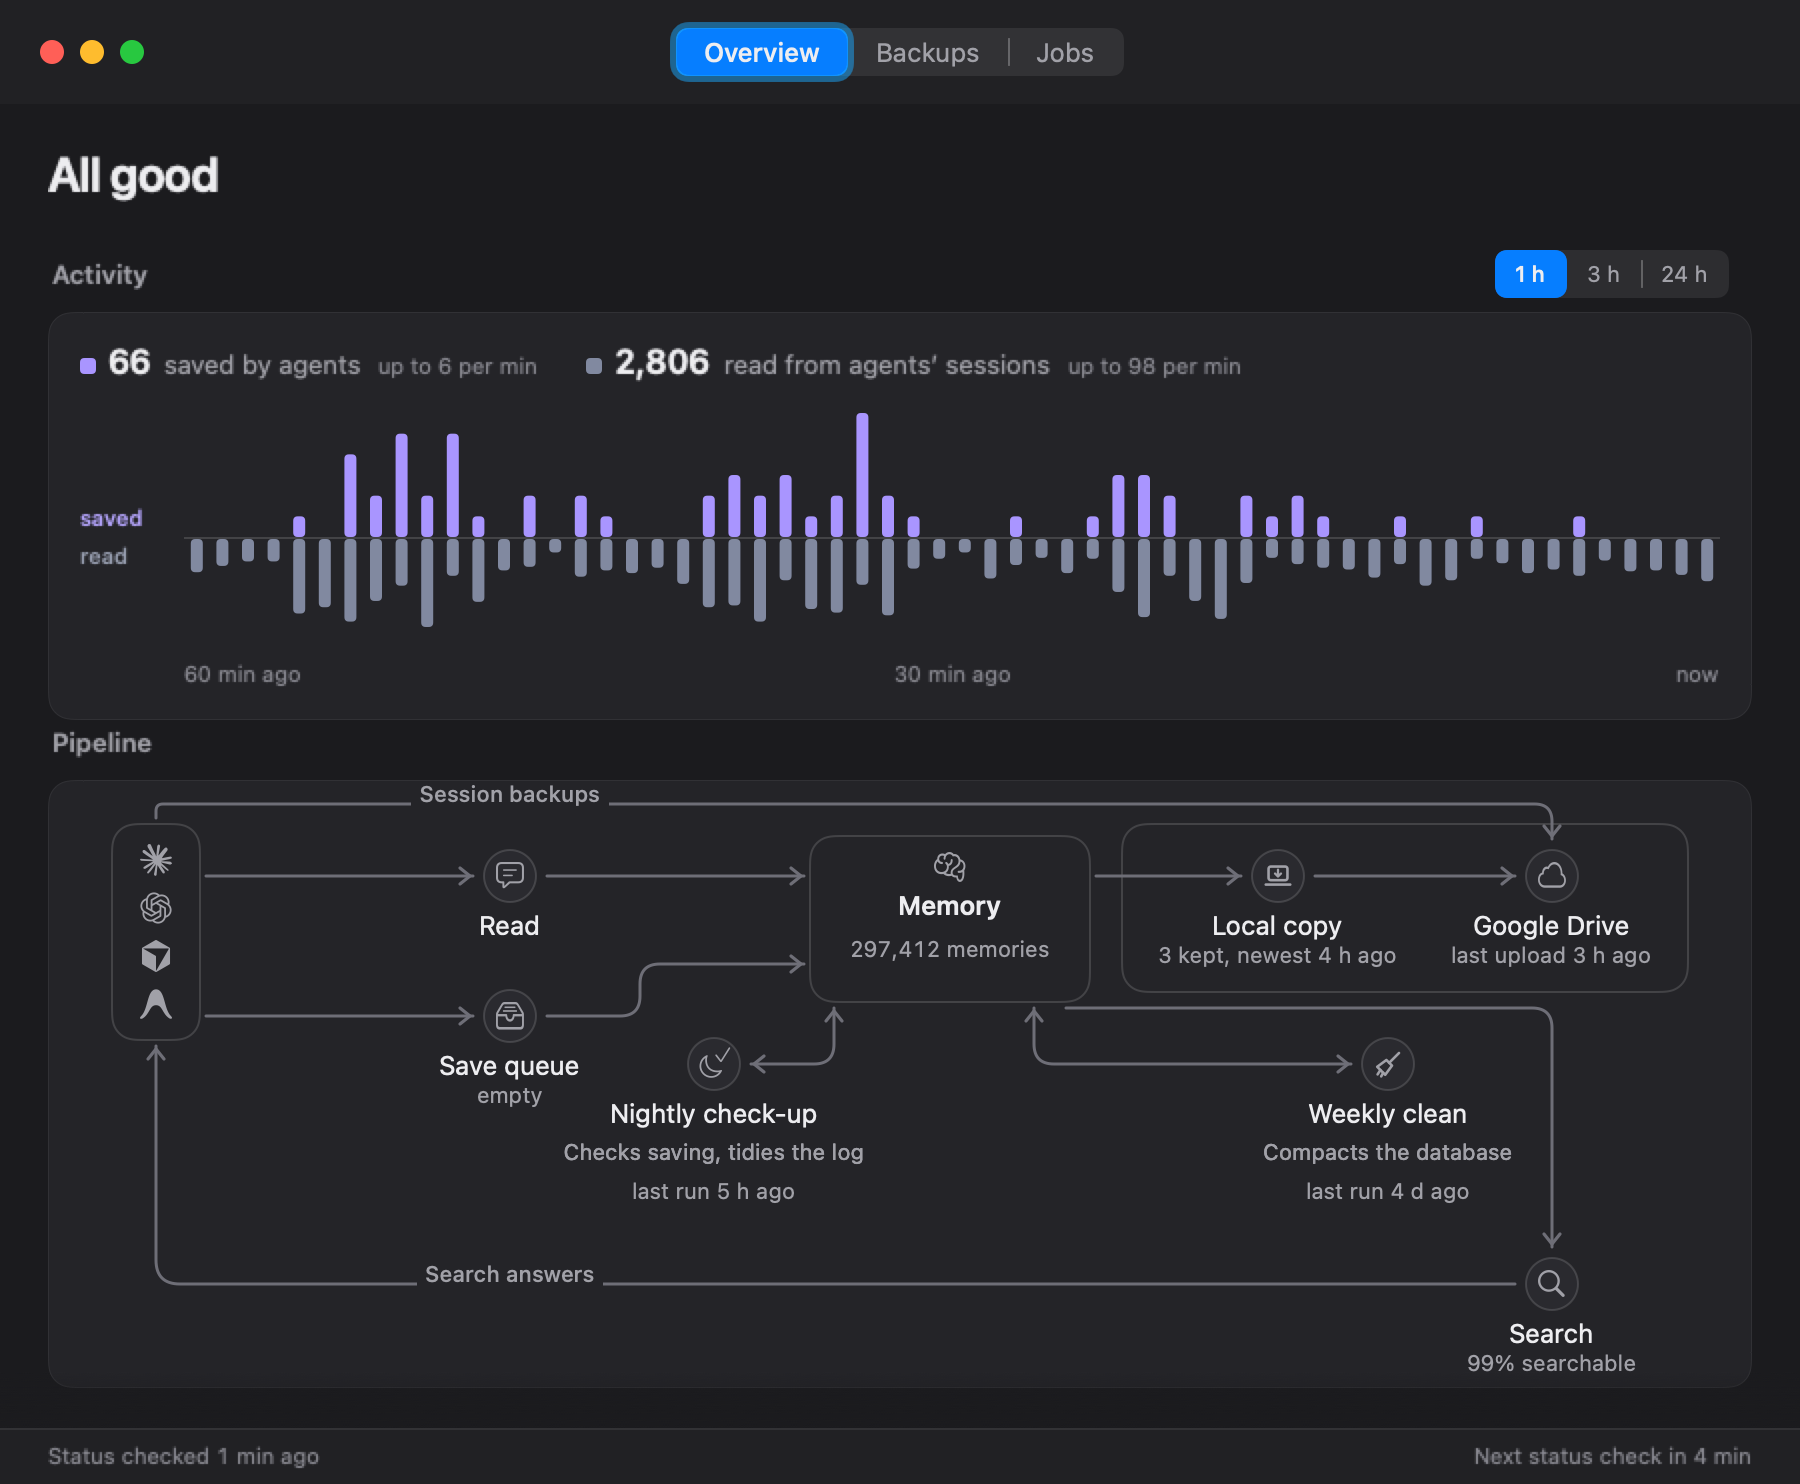 Overview Backups Jobs
All good
Activity
1 h 3 h 24 h
66 saved by agents up to 6 per min 2,806 read from agents’ sessions up to 98 per min
saved
read
60 min ago 30 min ago now
Pipeline
Session backups
Read
Memory
297,412 memories
Local copy
3 kept, newest 4 h ago
Google Drive
last upload 3 h ago
Save queue
empty
Nightly check-up
Checks saving, tidies the log
last run 5 h ago
Weekly clean
Compacts the database
last run 4 d ago
Search answers
Search
99% searchable
Status checked 1 min ago Next status check in 4 min